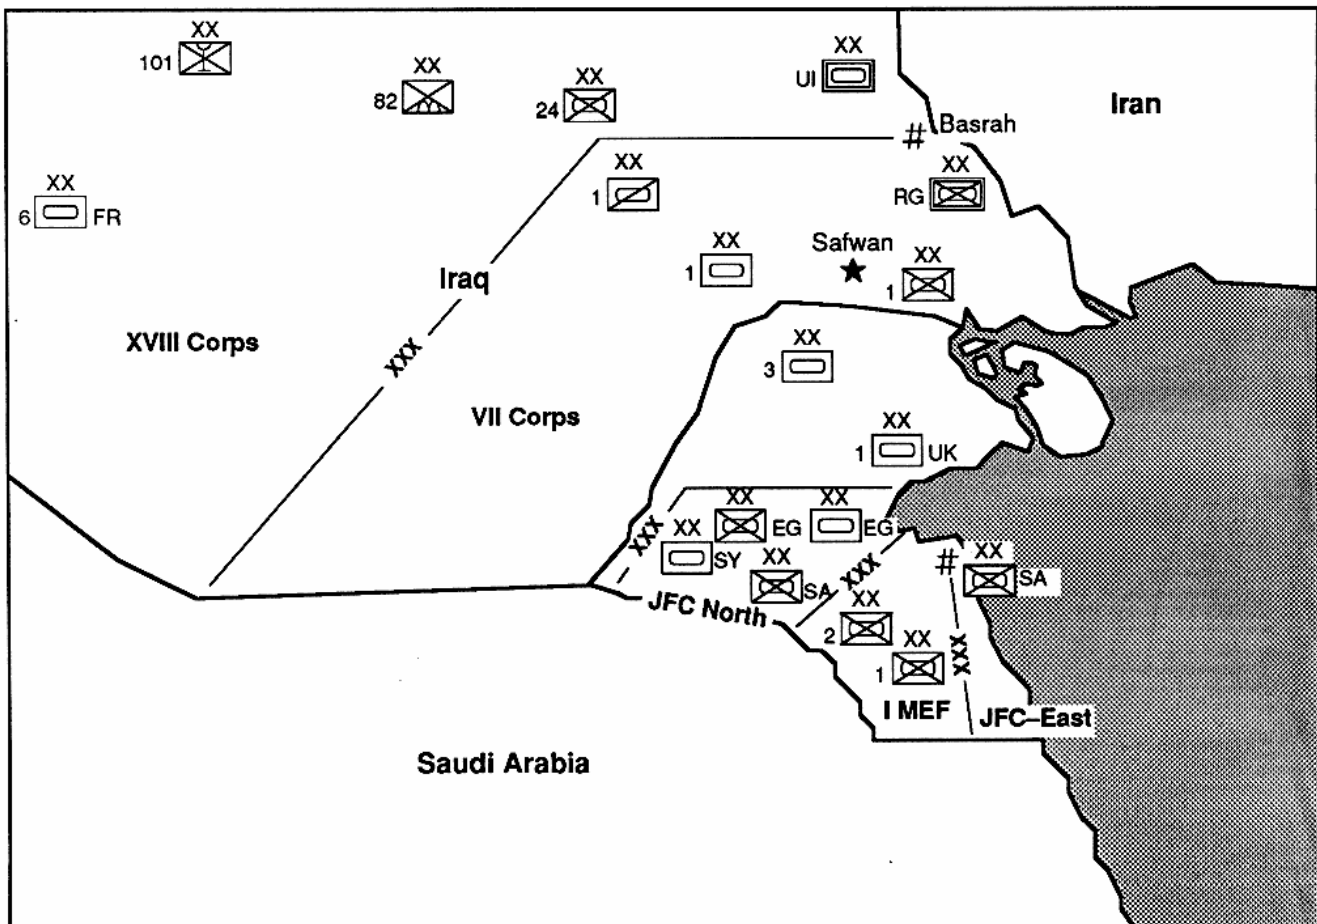 XX
101
XX
82
XX
24
XX
UI
Iran
# Basrah
XX
6 FR
XX
1
XX
RG
Iraq
XX
1
Safwan
XX
1
XVIII Corps
XXX
XX
3
VII Corps
XX
1 UK
XXX
XX
EG
XX
EG
XX
SY
XX
SA
XXX
#
XX
SA
JFC North
XX
2
XX
1
XXX
I MEF
JFC–East
Saudi Arabia